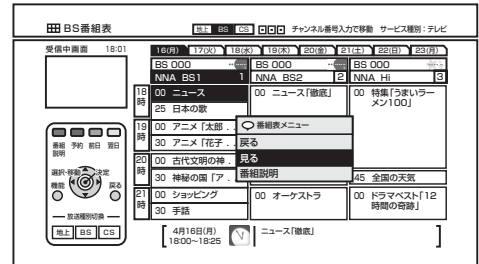 BS番組表
地上 BS CS チャンネル番号入力で移動 サービス種別:テレビ
受信中画面 18:01
16(月) 17(火) 18(水) 19(木) 20(金) 21(土) 22(日) 23(月)
BS 000 BS 000 BS 000
NNA BS1 1 NNA BS2 2 NNA Hi 3
18時 00 ニュース 00 ニュース「徹底」 00 特集「うまいラーメン100」
25 日本の歌
19時 00 アニメ「太郎..
30 アニメ「花子..
番組表メニュー
戻る
見る
番組説明
20時 00 古代文明の神.
30 神秘の国「ア. 45 全国の天気
21時 00 ショッピング 00 オーケストラ 00 ドラマベスト「12時間の奇跡」
30 手話
番組説明 予約 前日 翌日
選択・移動 決定
機能 戻る
放送種別切換
地上 BS CS
4月16日(月) ニュース「徹底」
18:00~18:25